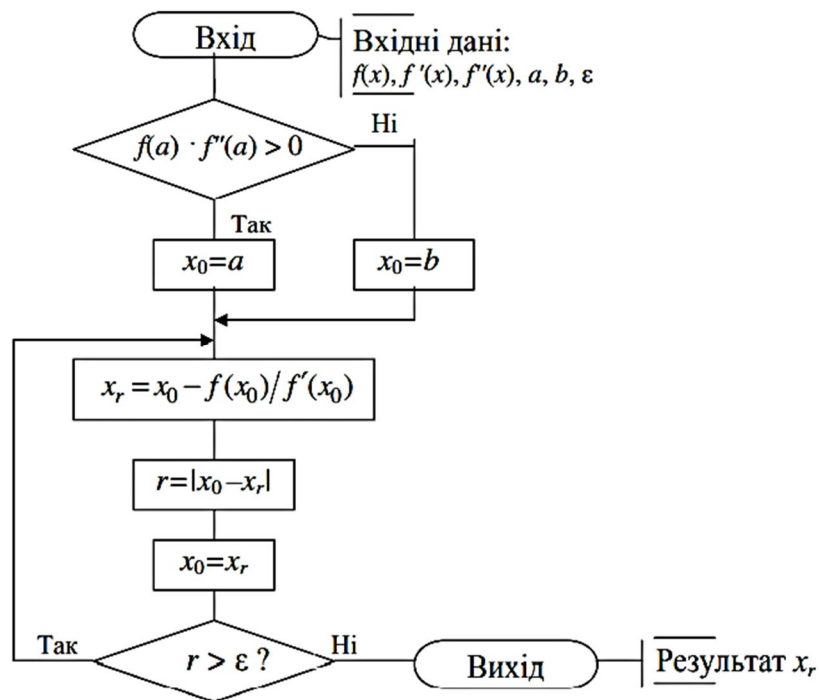 Вхід
Вхідні дані:
f(x), f '(x), f"(x), a, b, ε
Ні
f(a) · f"(a) > 0
Так
x₀=a
x₀=b
xᵣ = x₀ − f(x₀)/f′(x₀)
r=|x₀–xᵣ|
x₀=xᵣ
Так
r > ε ?
Ні
Вихід
Результат xᵣ